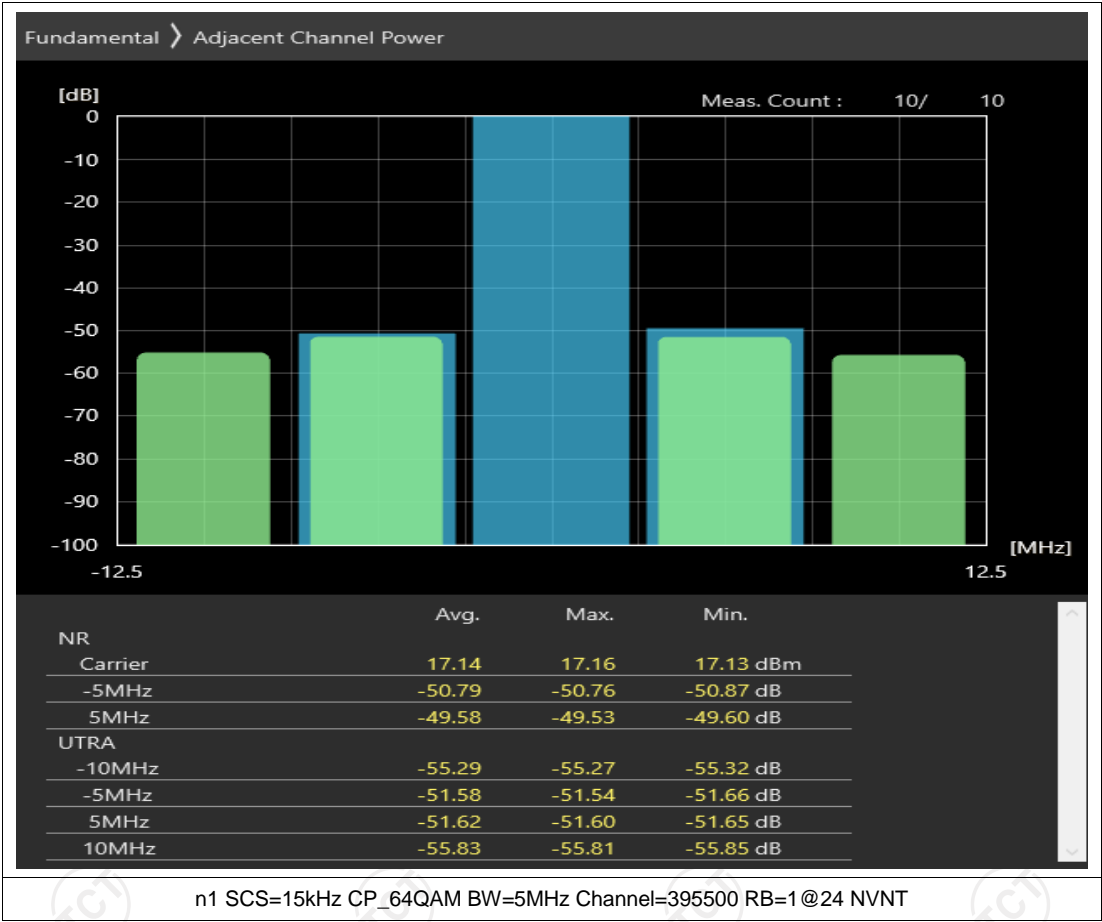 Fundamental 》 Adjacent Channel Power
[dB]
Meas. Count : 10/ 10
0
-10
-20
-30
-40
-50
-60
-70
-80
-90
-100
[MHz]
-12.5 12.5
Avg. Max. Min.
NR
Carrier 17.14 17.16 17.13 dBm
-5MHz -50.79 -50.76 -50.87 dB
5MHz -49.58 -49.53 -49.60 dB
UTRA
-10MHz -55.29 -55.27 -55.32 dB
-5MHz -51.58 -51.54 -51.66 dB
5MHz -51.62 -51.60 -51.65 dB
10MHz -55.83 -55.81 -55.85 dB
n1 SCS=15kHz CP_64QAM BW=5MHz Channel=395500 RB=1@24 NVNT
TCT TCT TCT